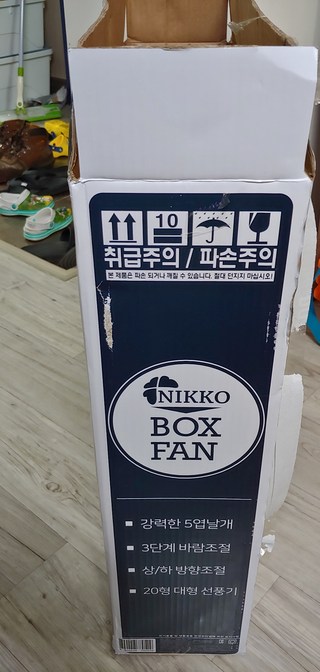 10
취급주의 / 파손주의
본 제품은 파손 되거나 깨질 수 있습니다. 절대 던지지 마십시오!
NIKKO
BOX
FAN
강력한 5엽날개
3단계 바람조절
상/하 방향조절
20형 대형 선풍기